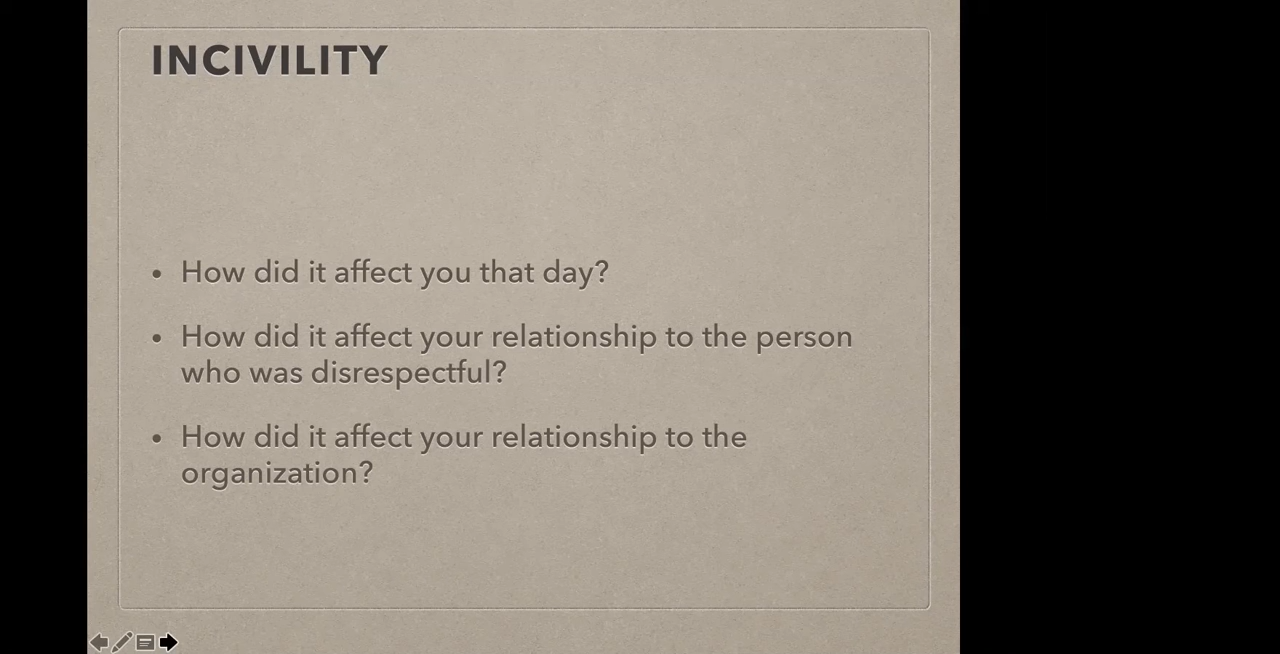 INCIVILITY
• How did it affect you that day?
• How did it affect your relationship to the person
who was disrespectful?
• How did it affect your relationship to the
organization?